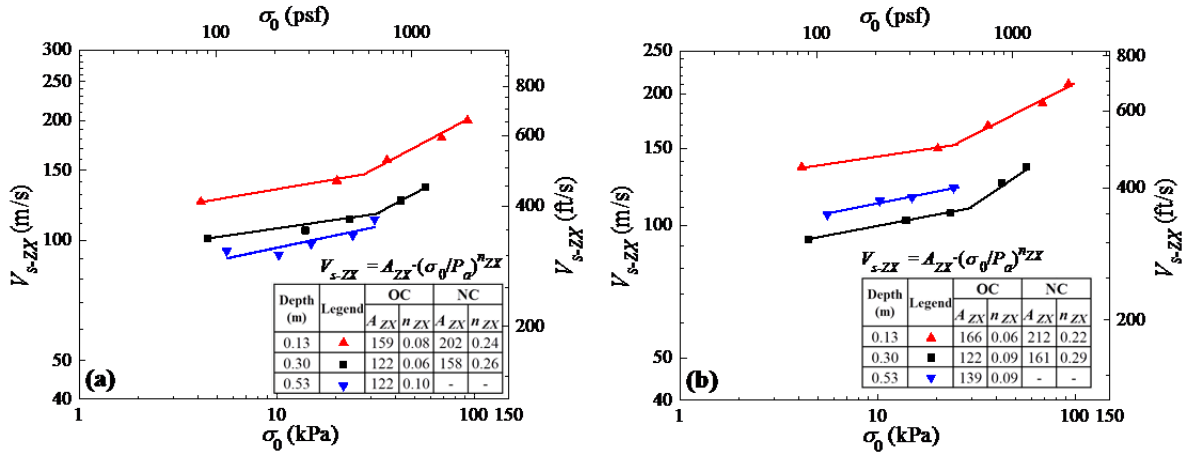 σ0 (psf)
100 1000
300
250
200
150
100
50
40
800
600
400
200
Vs-ZX (m/s)
Vs-ZX (ft/s)
Vs-ZX = AZX·(σ0/Pa)nZX
Depth (m) Legend OC NC
AZX nZX AZX nZX
0.13 159 0.08 202 0.24
0.30 122 0.06 158 0.26
0.53 122 0.10 - -
(a)
1 10 100 150
σ0 (kPa)
σ0 (psf)
100 1000
250
200
150
100
50
40
800
600
400
200
Vs-ZX (m/s)
Vs-ZX (ft/s)
Vs-ZX = AZX·(σ0/Pa)nZX
Depth (m) Legend OC NC
AZX nZX AZX nZX
0.13 166 0.06 212 0.22
0.30 122 0.09 161 0.29
0.53 139 0.09 - -
(b)
1 10 100 150
σ0 (kPa)